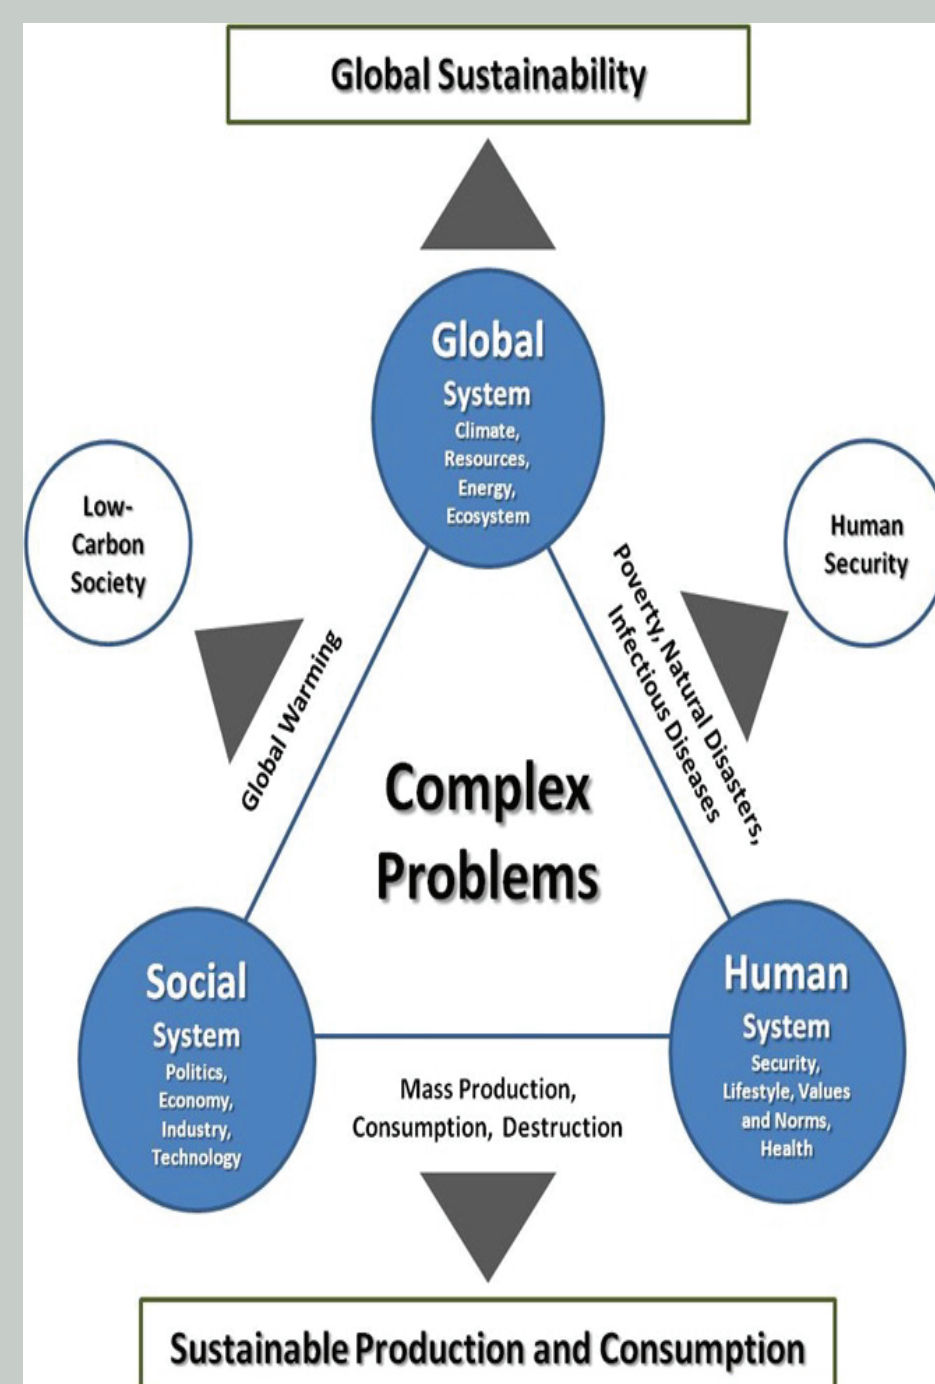 Global Sustainability
Global
System
Climate,
Resources,
Energy,
Ecosystem
Low-
Carbon
Society
Human
Security
Global Warming
Poverty, Natural Disasters,
Infectious Diseases
Complex
Problems
Social
System
Politics,
Economy,
Industry,
Technology
Human
System
Security,
Lifestyle, Values
and Norms,
Health
Mass Production,
Consumption, Destruction
Sustainable Production and Consumption